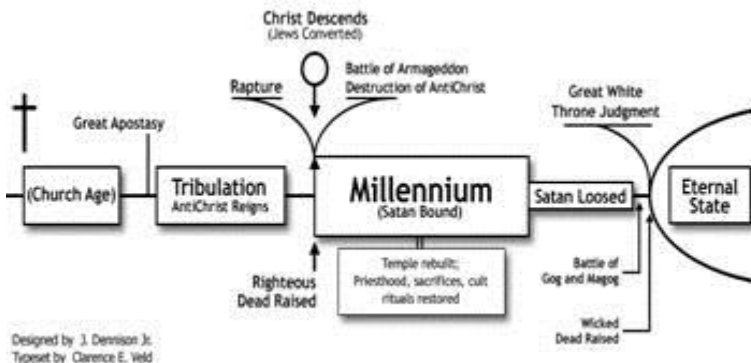 Christ Descends
(Jews Converted)
Rapture
Battle of Armageddon
Destruction of AntiChrist
Great White
Throne Judgment
Great Apostasy
(Church Age)
Tribulation
AntiChrist Reigns
Millennium
(Satan Bound)
Satan Loosed
Eternal
State
Righteous
Dead Raised
Temple rebuilt;
Priesthood, sacrifices, cult
rituals restored
Battle of
Gog and Magog
Wicked
Dead Raised
Designed by J. Dennison Jr.
Typeset by Clarence E. Veld